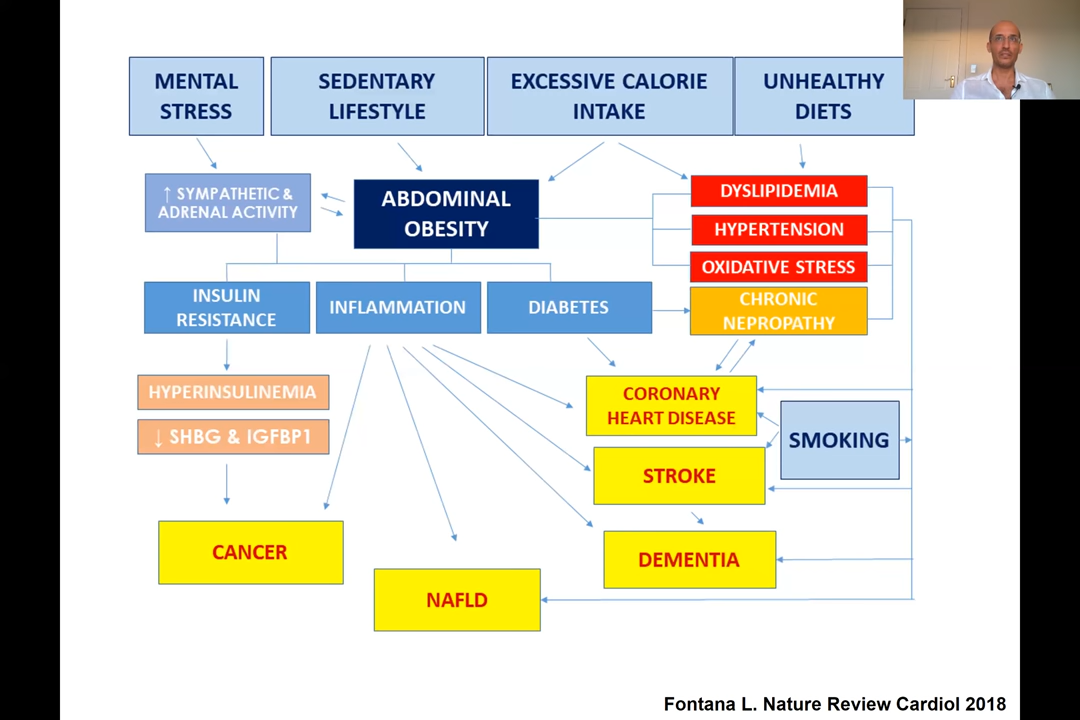 MENTAL
STRESS
SEDENTARY
LIFESTYLE
EXCESSIVE CALORIE
INTAKE
UNHEALTHY
DIETS
↑ SYMPATHETIC &
ADRENAL ACTIVITY
ABDOMINAL
OBESITY
DYSLIPIDEMIA
HYPERTENSION
OXIDATIVE STRESS
INSULIN
RESISTANCE
INFLAMMATION
DIABETES
CHRONIC
NEPROPATHY
HYPERINSULINEMIA
↓ SHBG & IGFBP1
CORONARY
HEART DISEASE
SMOKING
STROKE
CANCER
DEMENTIA
NAFLD
Fontana L. Nature Review Cardiol 2018